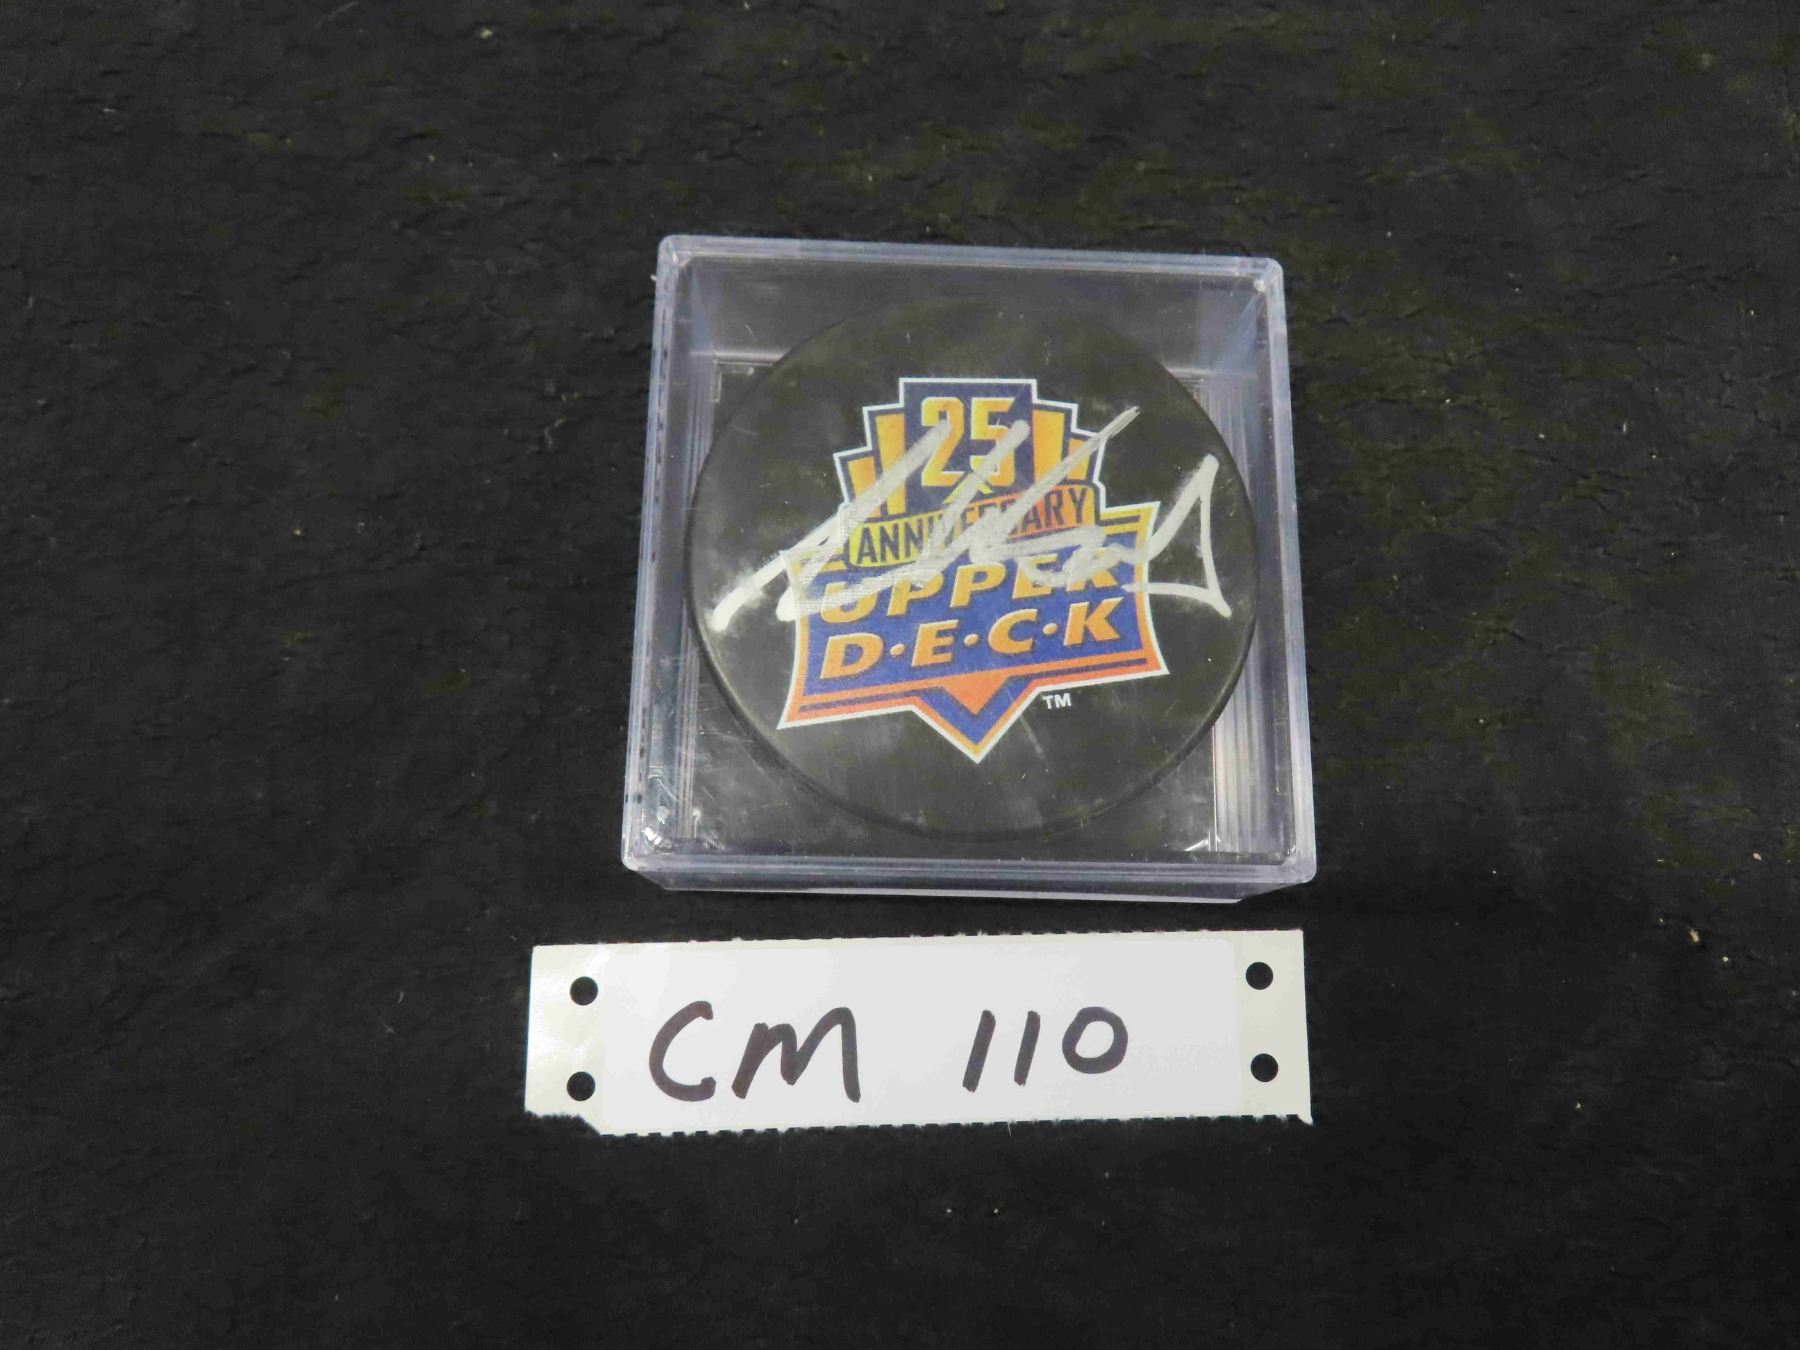 25
ANNIVERSARY
UPPER
D·E·C·K
TM
CM 110